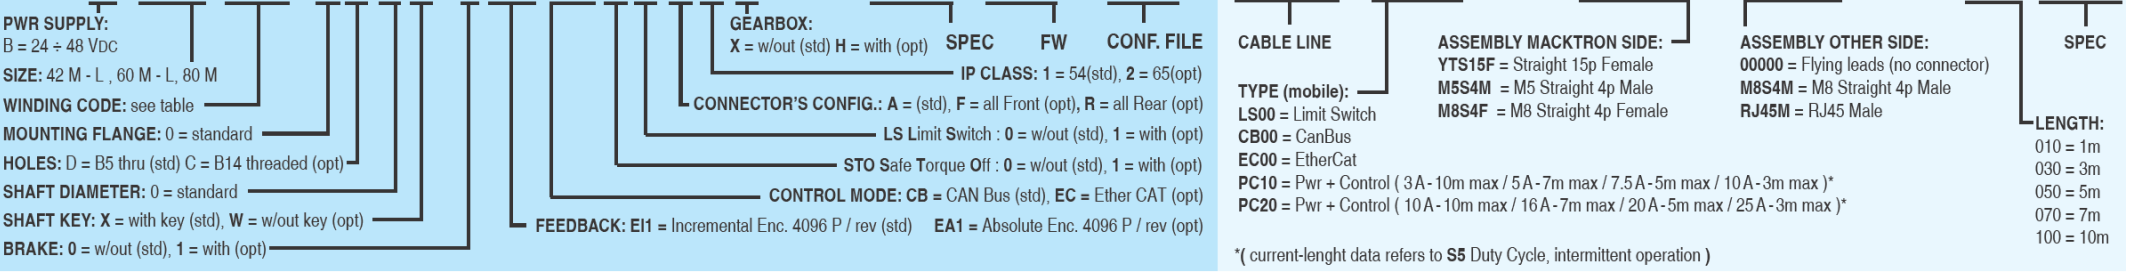 PWR SUPPLY:
B = 24 ÷ 48 VDC
SIZE: 42 M - L , 60 M - L, 80 M
WINDING CODE: see table
MOUNTING FLANGE: 0 = standard
HOLES: D = B5 thru (std) C = B14 threaded (opt)
SHAFT DIAMETER: 0 = standard
SHAFT KEY: X = with key (std), W = w/out key (opt)
BRAKE: 0 = w/out (std), 1 = with (opt)
GEARBOX:
X = w/out (std) H = with (opt)
SPEC
FW
CONF. FILE
IP CLASS: 1 = 54(std), 2 = 65(opt)
CONNECTOR'S CONFIG.: A = (std), F = all Front (opt), R = all Rear (opt)
LS Limit Switch : 0 = w/out (std), 1 = with (opt)
STO Safe Torque Off : 0 = w/out (std), 1 = with (opt)
CONTROL MODE: CB = CAN Bus (std), EC = Ether CAT (opt)
FEEDBACK: EI1 = Incremental Enc. 4096 P / rev (std) EA1 = Absolute Enc. 4096 P / rev (opt)
CABLE LINE
TYPE (mobile):
LS00 = Limit Switch
CB00 = CanBus
EC00 = EtherCat
PC10 = Pwr + Control ( 3 A - 10m max / 5 A - 7m max / 7.5 A - 5m max / 10 A - 3m max )*
PC20 = Pwr + Control ( 10 A - 10m max / 16 A - 7m max / 20 A - 5m max / 25 A - 3m max )*
*( current-lenght data refers to S5 Duty Cycle, intermittent operation )
ASSEMBLY MACKTRON SIDE:
YTS15F = Straight 15p Female
M5S4M = M5 Straight 4p Male
M8S4F = M8 Straight 4p Female
ASSEMBLY OTHER SIDE:
00000 = Flying leads (no connector)
M8S4M = M8 Straight 4p Male
RJ45M = RJ45 Male
SPEC
LENGTH:
010 = 1m
030 = 3m
050 = 5m
070 = 7m
100 = 10m